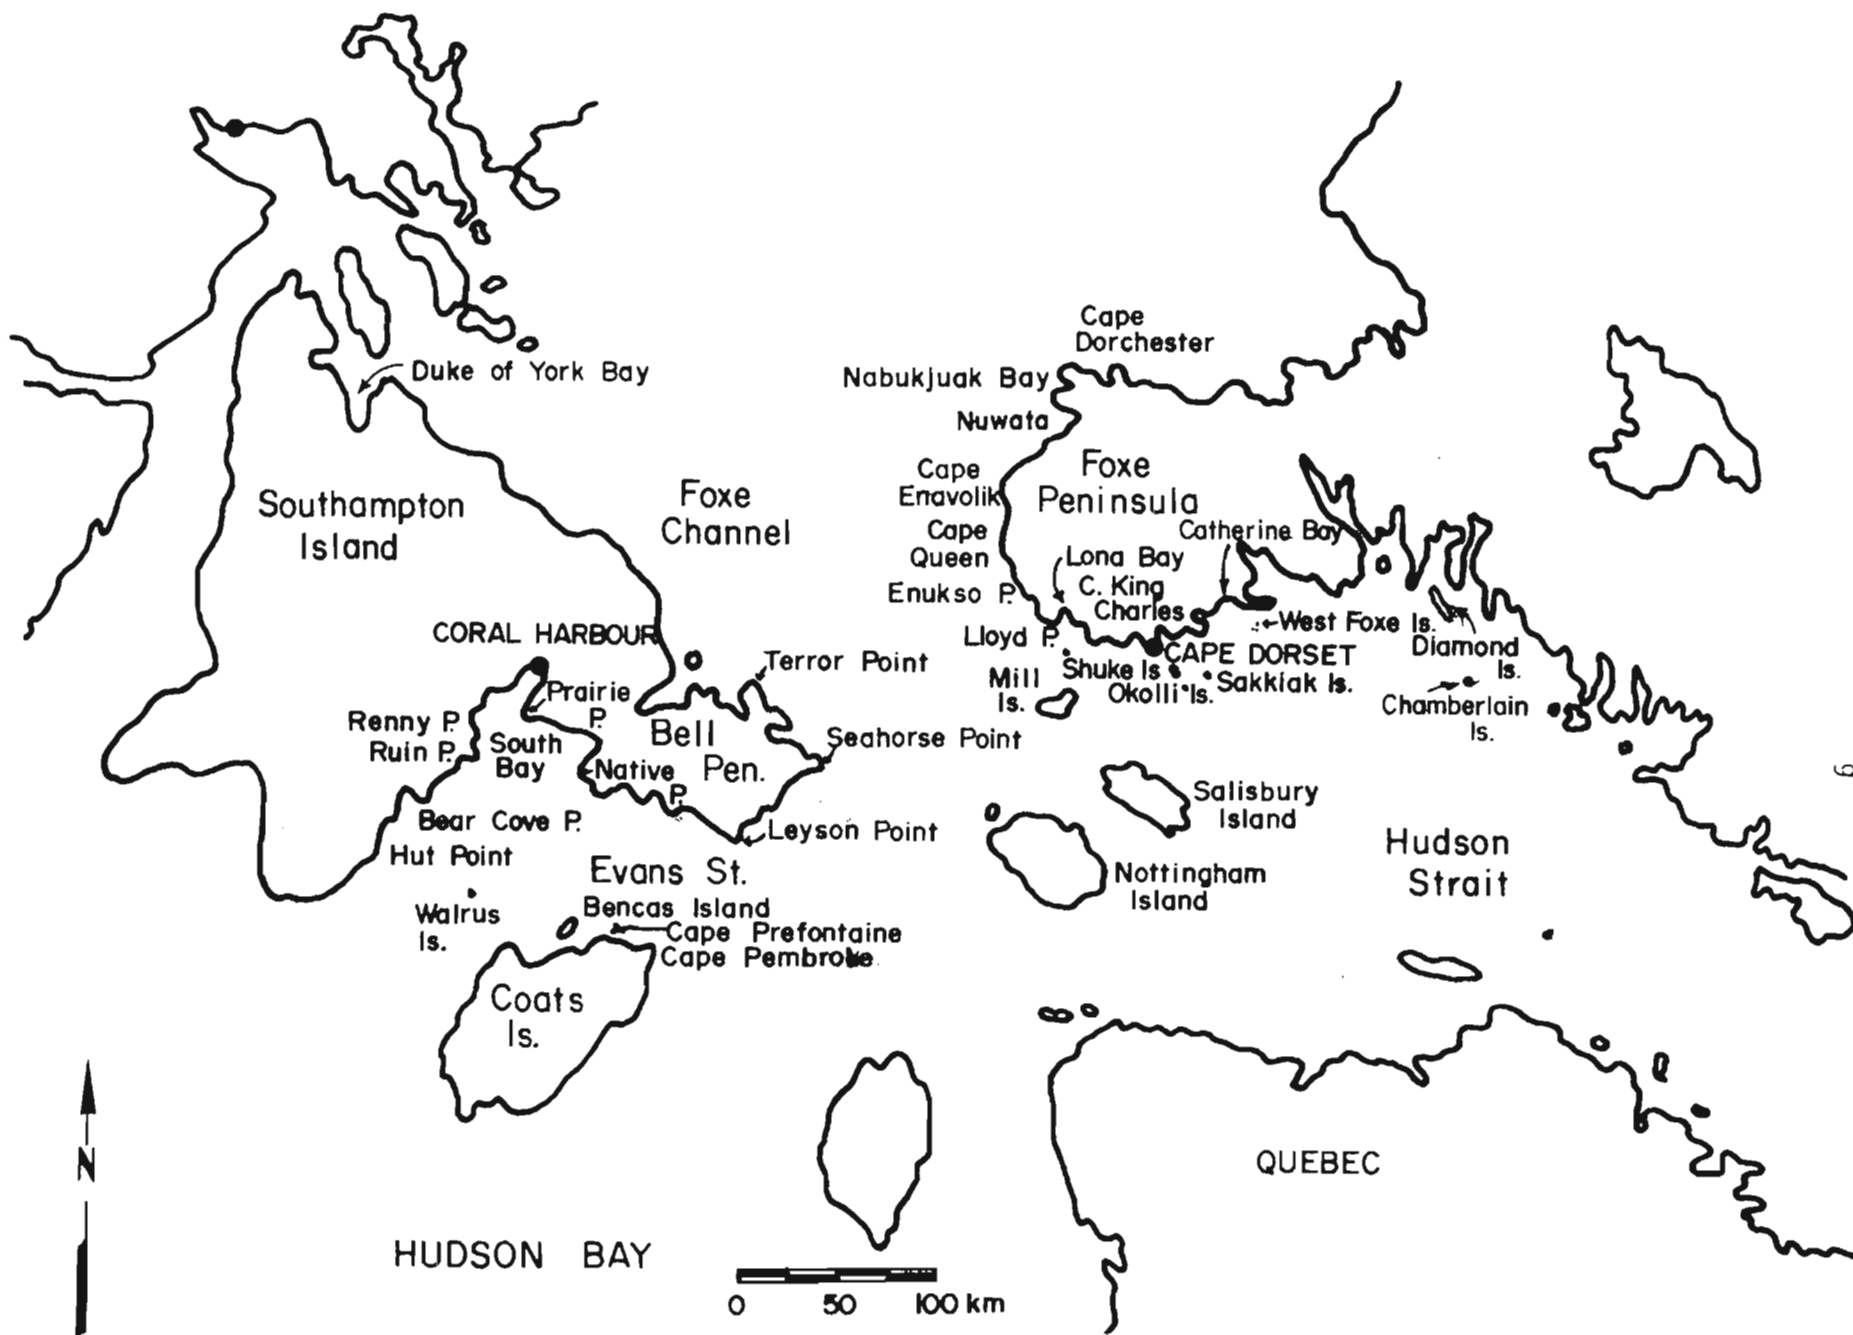 Cape
Dorchester
Duke of York Bay
Nabukjuak Bay
Nuwata
Southampton
Island
Foxe
Channel
Cape
Enavolik
Foxe
Peninsula
Cape
Queen
Catherine Bay
Lona Bay
Enukso P.
C. King
Charles
West Foxe Is.
CORAL HARBOUR
Lloyd P.
CAPE DORSET
Diamond
Is.
Terror Point
Shuke Is
Mill
Is.
Okolli Is.
Sakkiak Is.
Prairie
P.
Chamberlain
Is.
Renny P.
Ruin P.
South
Bay
Bell
Pen.
Seahorse Point
Native
P.
Salisbury
Island
Bear Cove P.
Leyson Point
Hut Point
Hudson
Strait
Evans St.
Nottingham
Island
Walrus
Is.
Bencas Island
Cape Prefontaine
Cape Pembroke
Coats
Is.
N
QUEBEC
HUDSON BAY
0 50 100 km